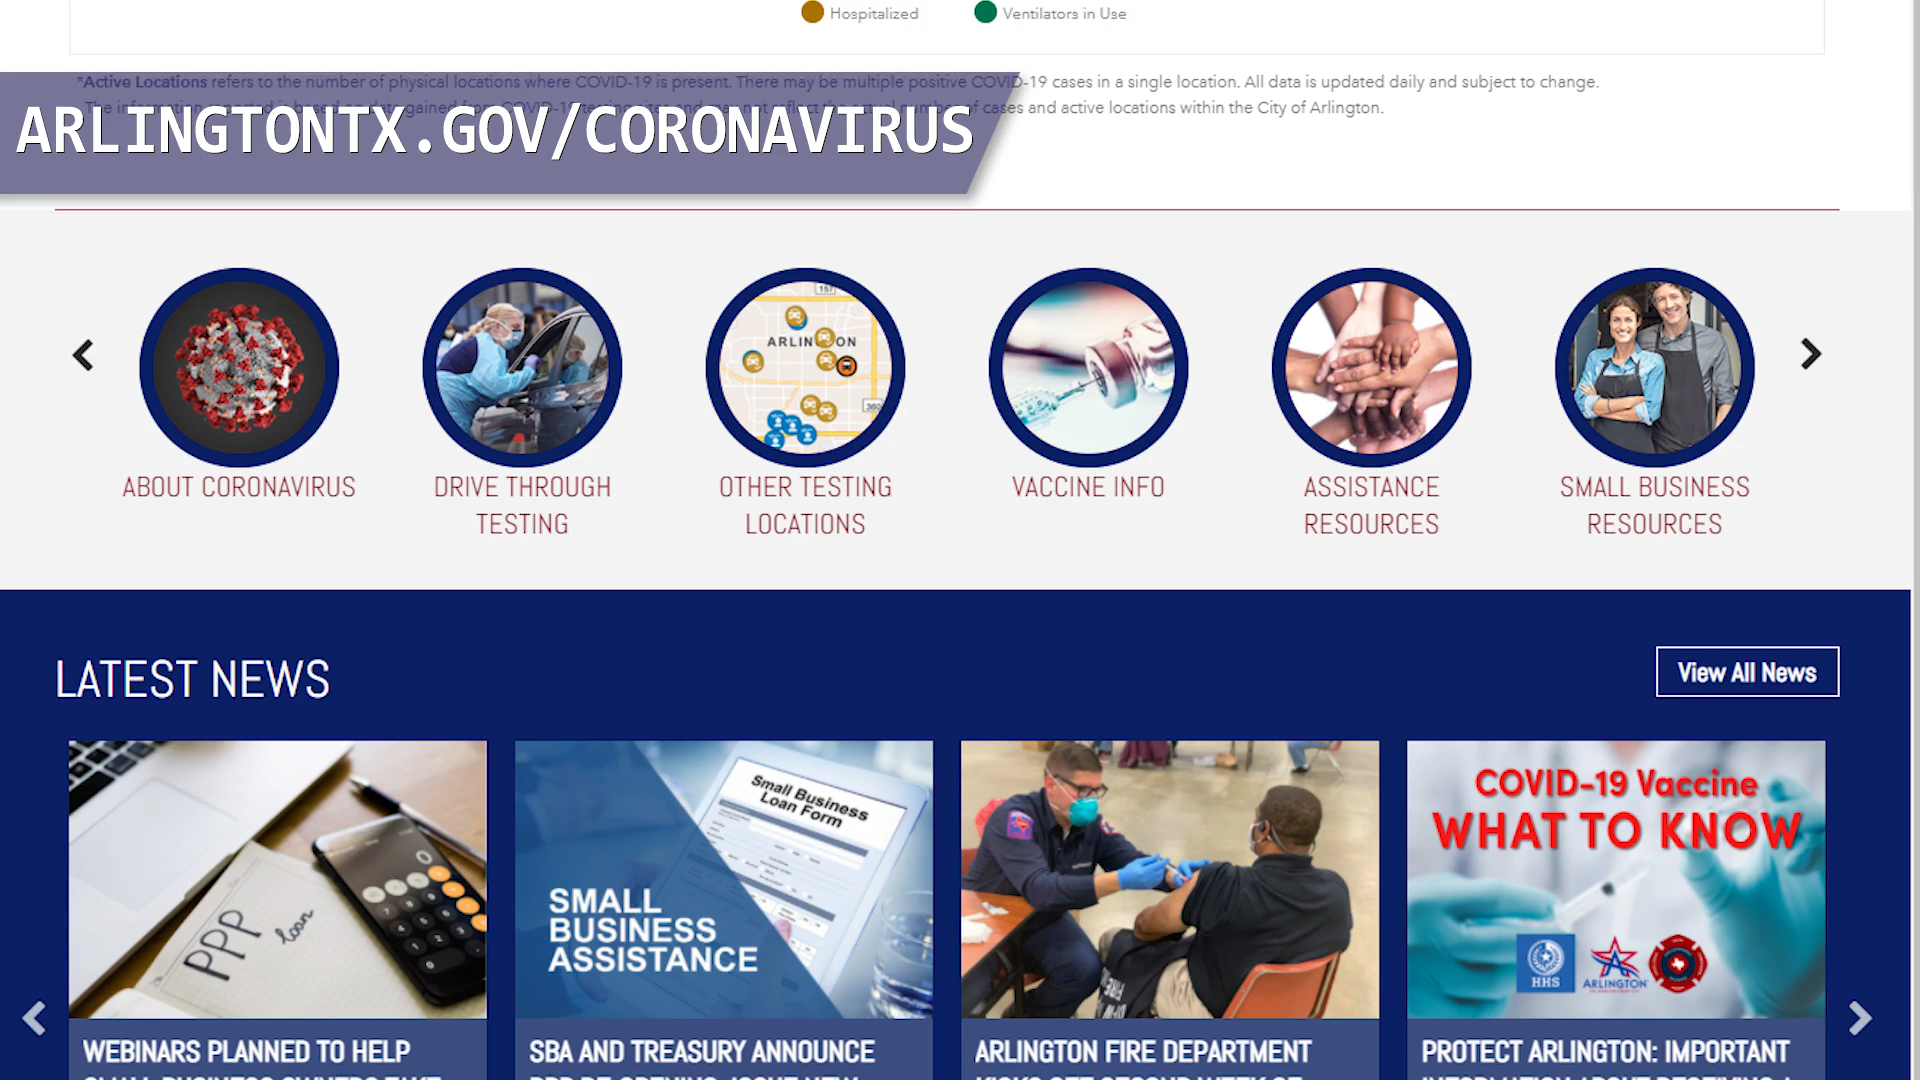 Hospitalized
Ventilators in Use
*Active Locations refers to the number of physical locations where COVID-19 is present. There may be multiple positive COVID-19 cases in a single location. All data is updated daily and subject to change.
cases and active locations within the City of Arlington.
ARLINGTONTX.GOV/CORONAVIRUS
157
ARLINGTON
360
ABOUT CORONAVIRUS
DRIVE THROUGH
TESTING
OTHER TESTING
LOCATIONS
VACCINE INFO
ASSISTANCE
RESOURCES
SMALL BUSINESS
RESOURCES
LATEST NEWS
View All News
PPP loan
Small Business
Loan Form
SMALL
BUSINESS
ASSISTANCE
COVID-19 Vaccine
WHAT TO KNOW
HHS
ARLINGTON
WEBINARS PLANNED TO HELP
SBA AND TREASURY ANNOUNCE
ARLINGTON FIRE DEPARTMENT
PROTECT ARLINGTON: IMPORTANT